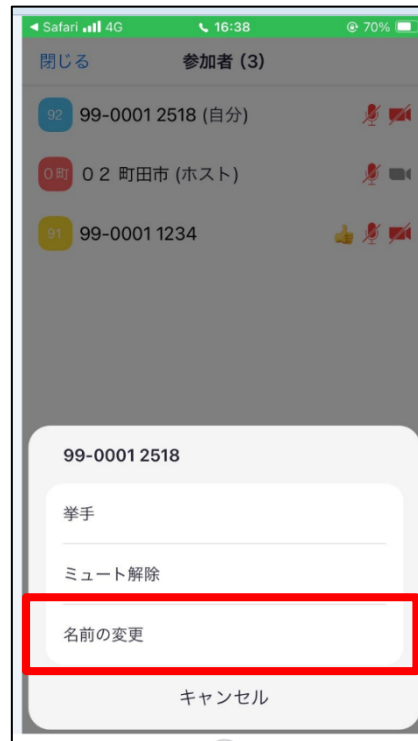 ◀ Safari 4G 16:38 70%
閉じる 参加者 (3)
92 99-0001 2518 (自分)
0町 ０２ 町田市 (ホスト)
91 99-0001 1234
99-0001 2518
挙手
ミュート解除
名前の変更
キャンセル